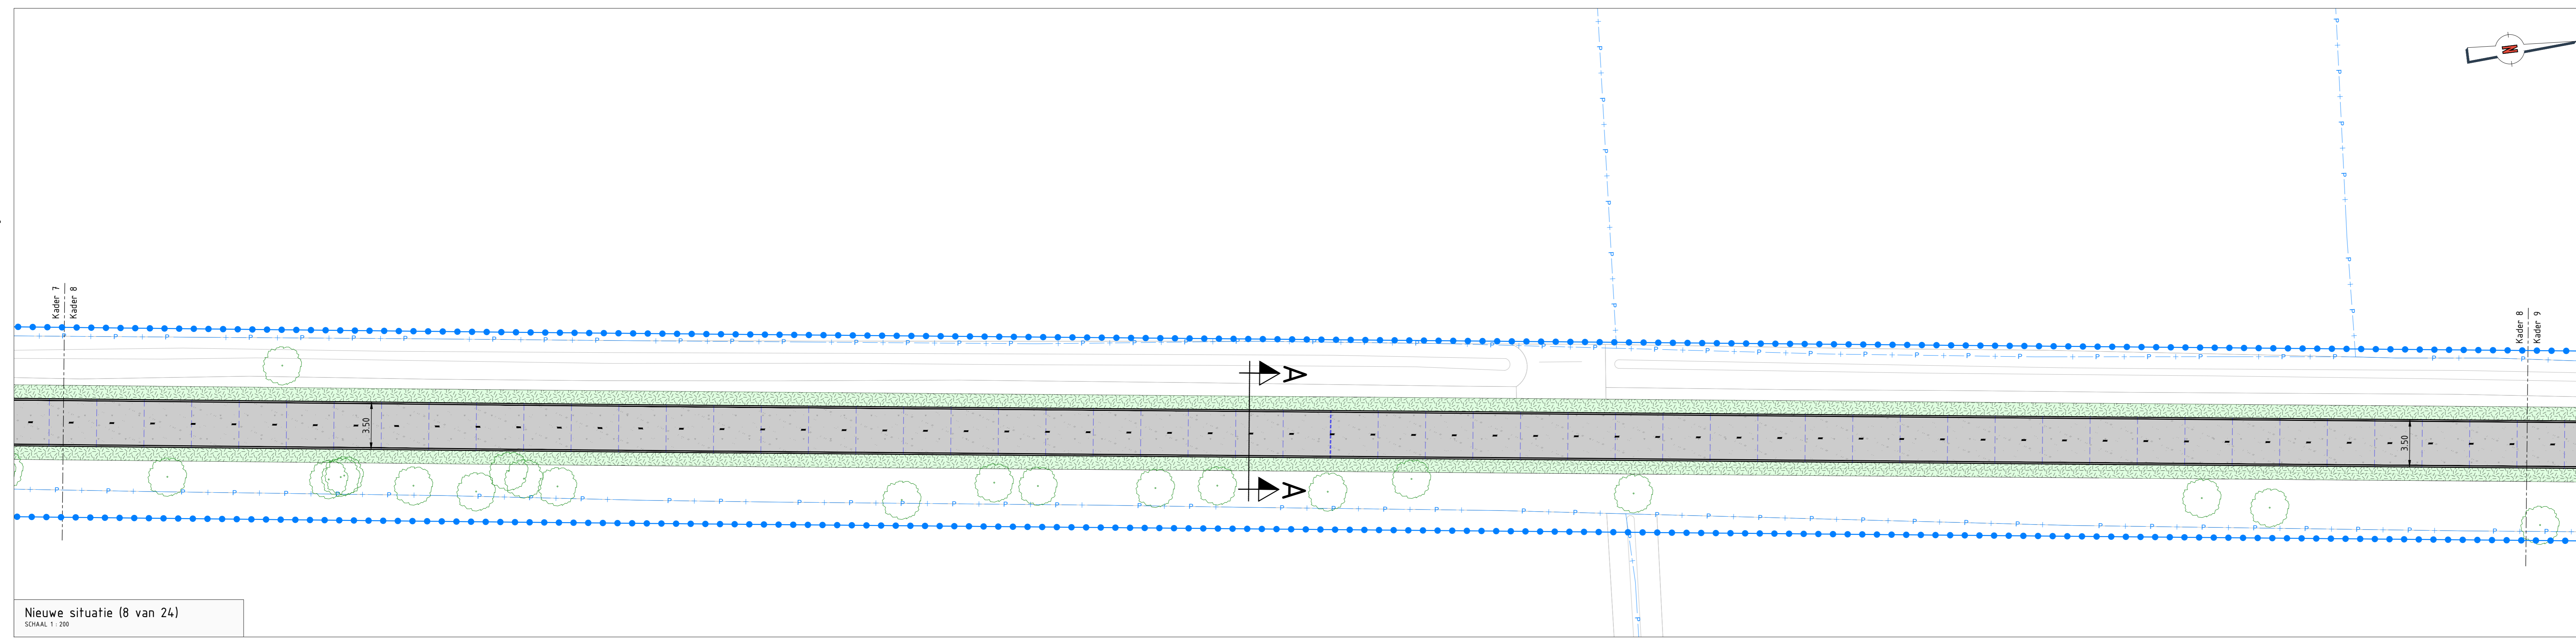 N
Kader 7
Kader 8
Kader 8
Kader 9
3.50
3.50
A
A
Nieuwe situatie (8 van 24)
SCHAAL 1 : 200